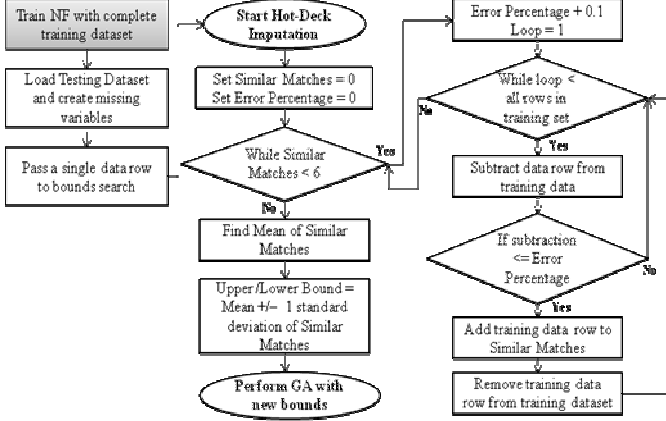 Train NF with complete
training dataset
Load Testing Dataset
and create missing
variables
Pass a single data row
to bounds search
Start Hot-Deck
Imputation
Set Similar Matches = 0
Set Error Percentage = 0
While Similar
Matches < 6
Yes
No
Find Mean of Similar
Matches
Upper/Lower Bound =
Mean +/- 1 standard
deviation of Similar
Matches
Perform GA with
new bounds
Error Percentage + 0.1
Loop = 1
While loop <
all rows in
training set
No
Yes
Subtract data row from
training data
If subtraction
<= Error
Percentage
No
Yes
Add training data row to
Similar Matches
Remove training data
row from training dataset